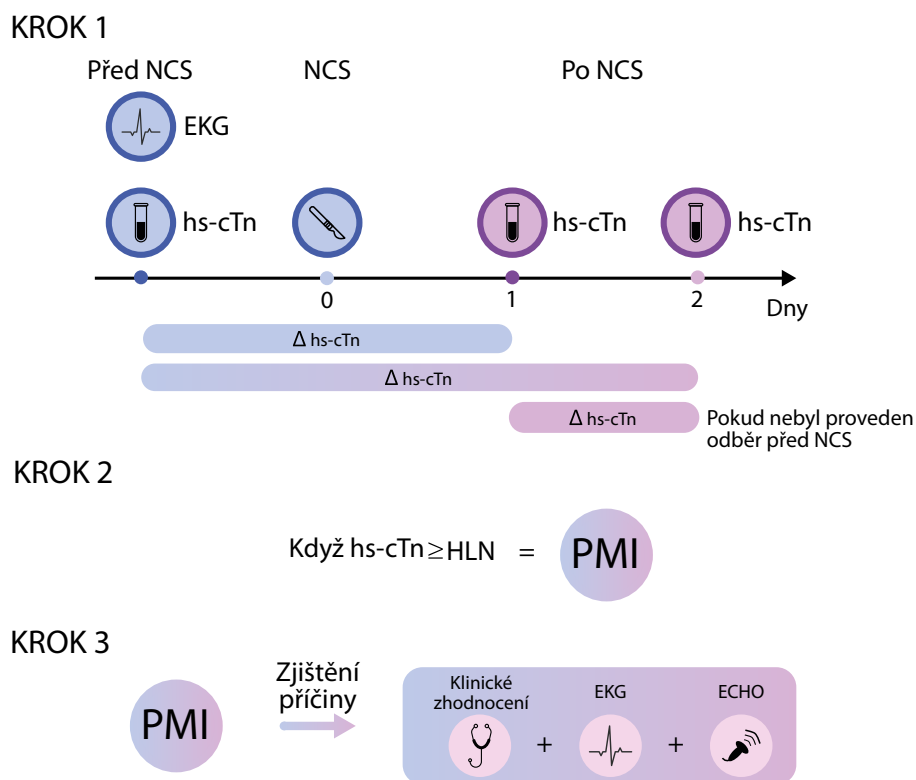 KROK 1
Před NCS
NCS
Po NCS
EKG
hs-cTn
hs-cTn
hs-cTn
0
1
2
Dny
Δ hs-cTn
Δ hs-cTn
Δ hs-cTn
Pokud nebyl proveden
odběr před NCS
KROK 2
Když hs-cTn ≥ HLN = PMI
KROK 3
PMI
Zjištění
příčiny
Klinické
zhodnocení
EKG
ECHO
+
+